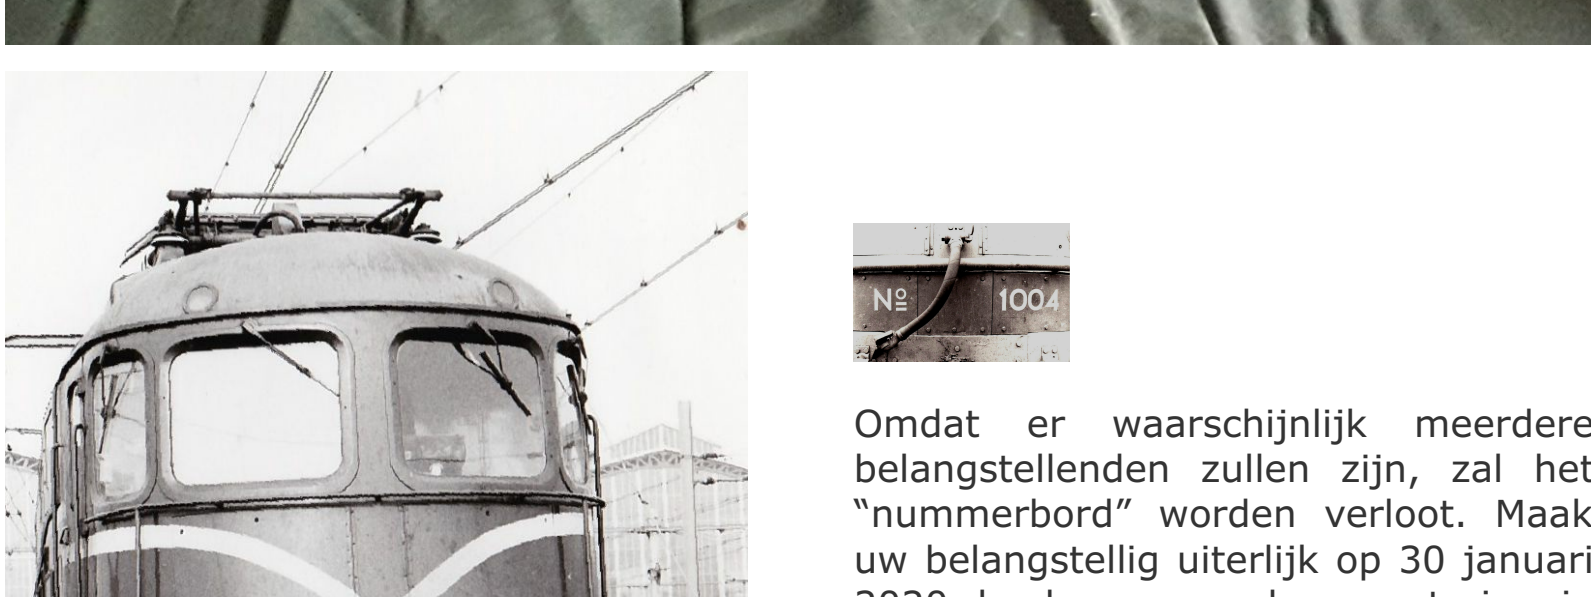 Nº 1004
Omdat er waarschijnlijk meerdere
belangstellenden zullen zijn, zal het
“nummerbord” worden verloot. Maak
uw belangstellig uiterlijk op 30 januari